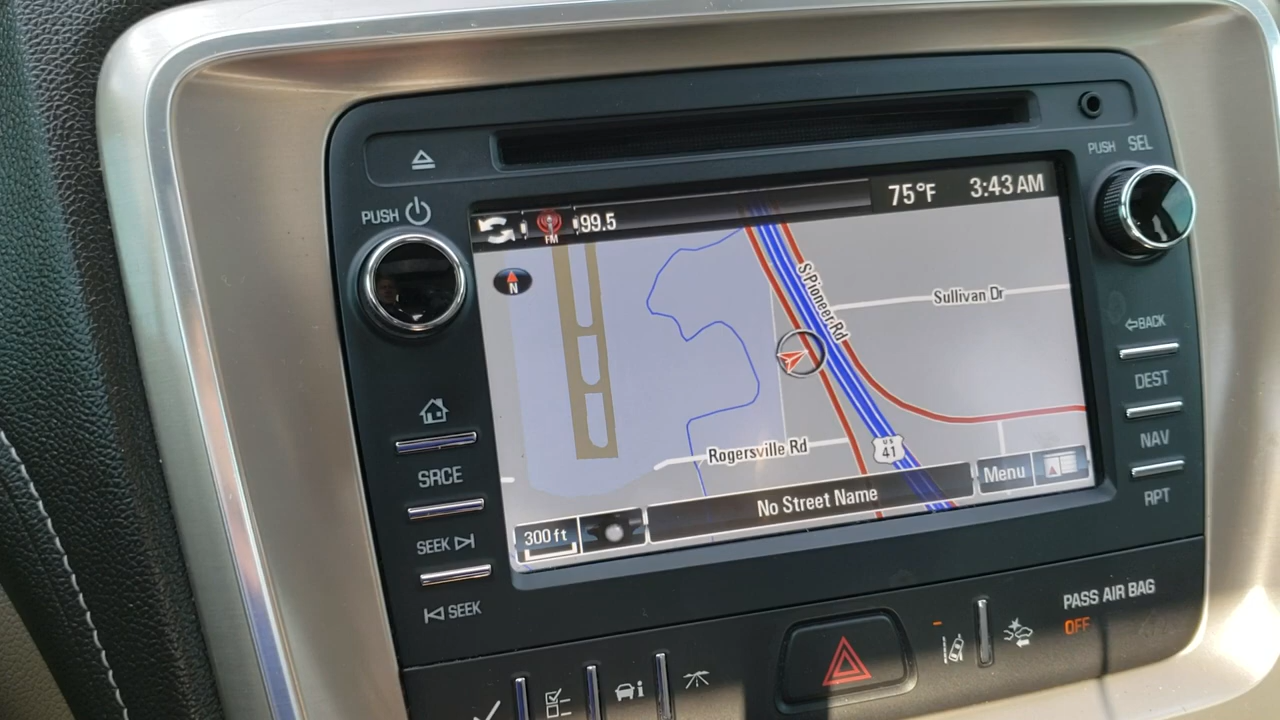 PUSH SEL
PUSH
FM
99.5
75°F
3:43 AM
N
S Pioneer Rd
Sullivan Dr
BACK
DEST
NAV
RPT
SRCE
SEEK
SEEK
Rogersville Rd
US
41
Menu
No Street Name
300 ft
PASS AIR BAG
OFF